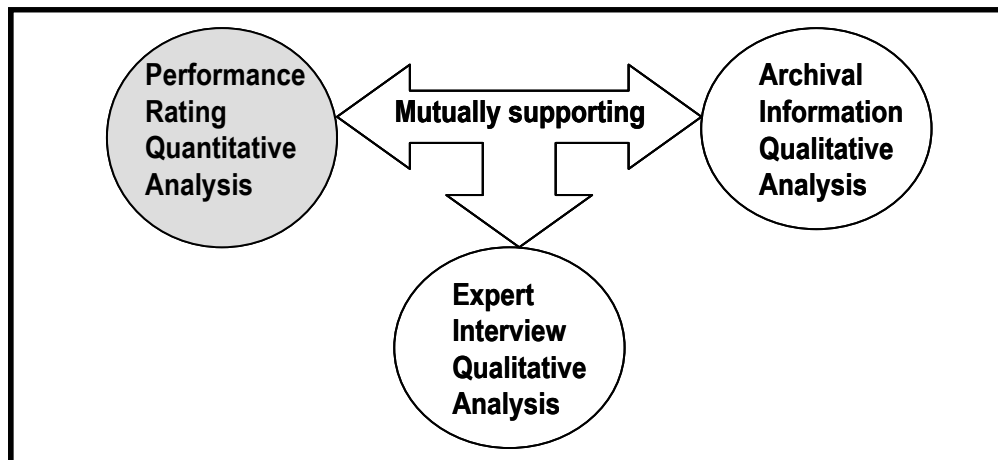 Performance
Rating
Quantitative
Analysis
Mutually supporting
Archival
Information
Qualitative
Analysis
Expert
Interview
Qualitative
Analysis